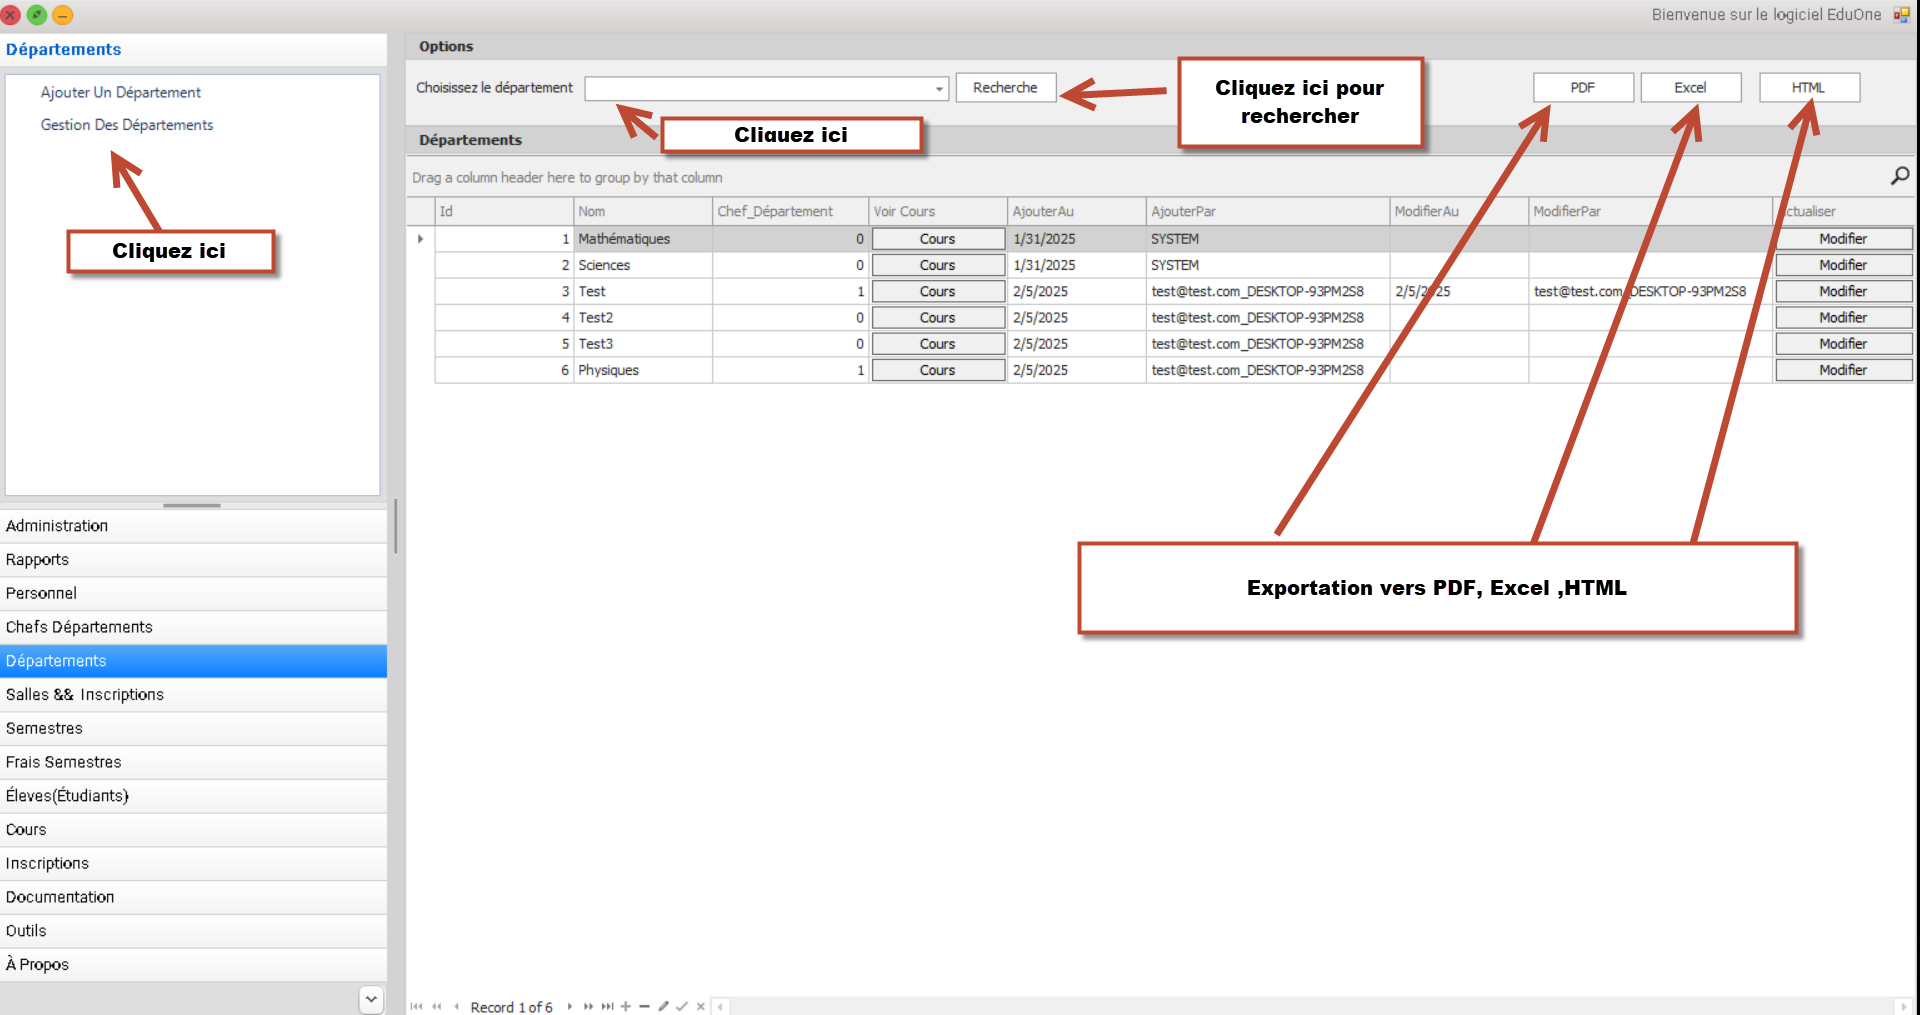 Bienvenue sur le logiciel EduOne
Départements
Ajouter Un Département
Gestion Des Départements
Cliquez ici
Administration
Rapports
Personnel
Chefs Départements
Départements
Salles && Inscriptions
Semestres
Frais Semestres
Éleves(Étudiants)
Cours
Inscriptions
Documentation
Outils
À Propos
Options
Choisissez le département
Recherche
Cliquez ici pour
rechercher
PDF Excel HTML
Cliquez ici
Départements
Drag a column header here to group by that column
Id Nom Chef_Département Voir Cours AjouterAu AjouterPar ModifierAu ModifierPar ctualiser
1 Mathématiques 0 Cours 1/31/2025 SYSTEM Modifier
2 Sciences 0 Cours 1/31/2025 SYSTEM Modifier
3 Test 1 Cours 2/5/2025 test@test.com_DESKTOP-93PM2S8 2/5/2025 test@test.com_DESKTOP-93PM2S8 Modifier
4 Test2 0 Cours 2/5/2025 test@test.com_DESKTOP-93PM2S8 Modifier
5 Test3 0 Cours 2/5/2025 test@test.com_DESKTOP-93PM2S8 Modifier
6 Physiques 1 Cours 2/5/2025 test@test.com_DESKTOP-93PM2S8 Modifier
Exportation vers PDF, Excel ,HTML
Record 1 of 6